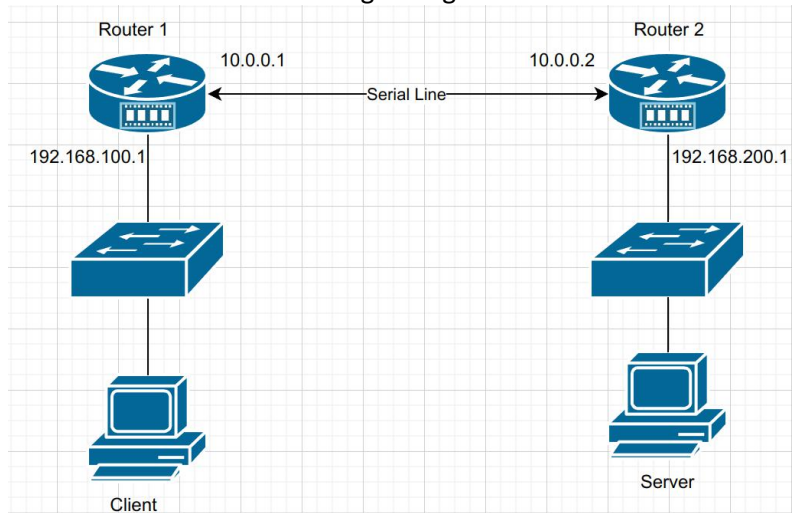 Router 1
Router 2
10.0.0.1
10.0.0.2
Serial Line
192.168.100.1
192.168.200.1
Server
Client